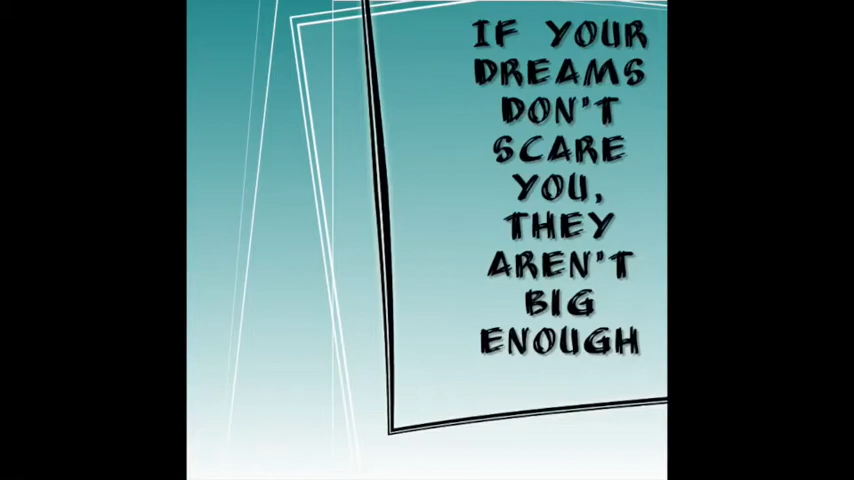 IF YOUR
DREAMS
DON'T
SCARE
YOU,
THEY
AREN'T
BIG
ENOUGH